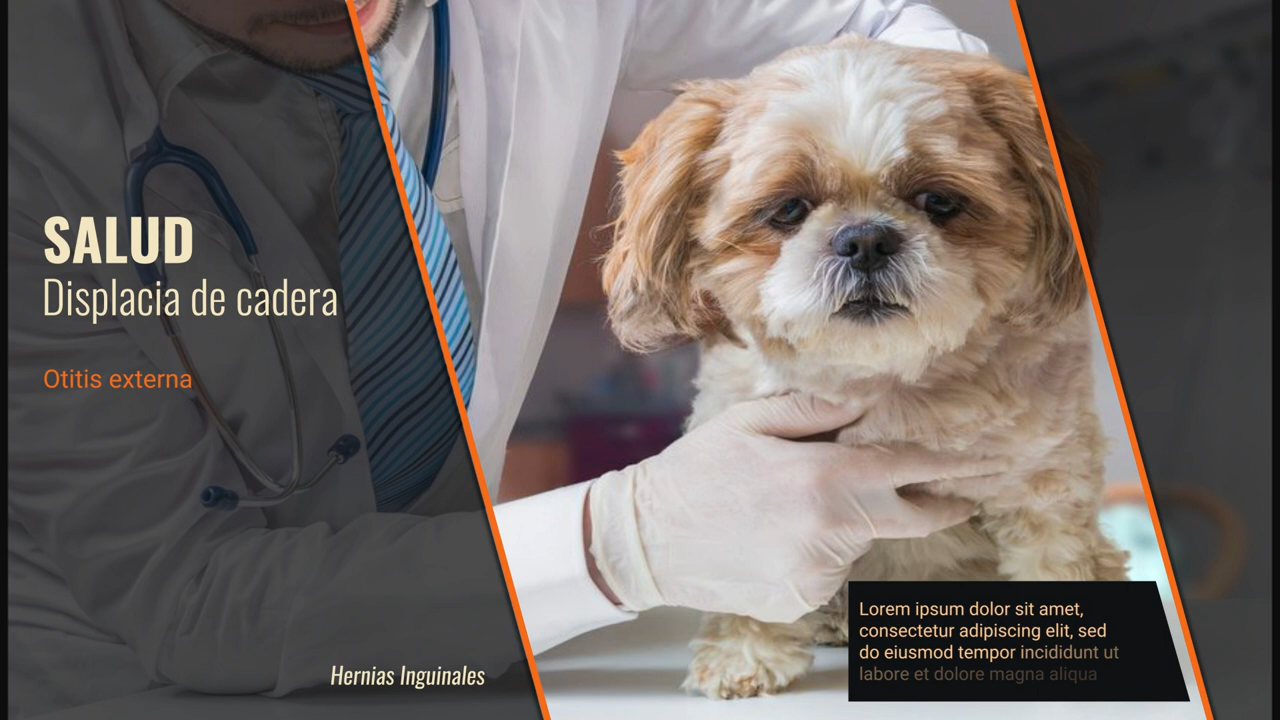 SALUD
Displacia de cadera
Otitis externa
Hernias Inguinales
Lorem ipsum dolor sit amet,
consectetur adipiscing elit, sed
do eiusmod tempor incididunt ut
labore et dolore magna aliqua